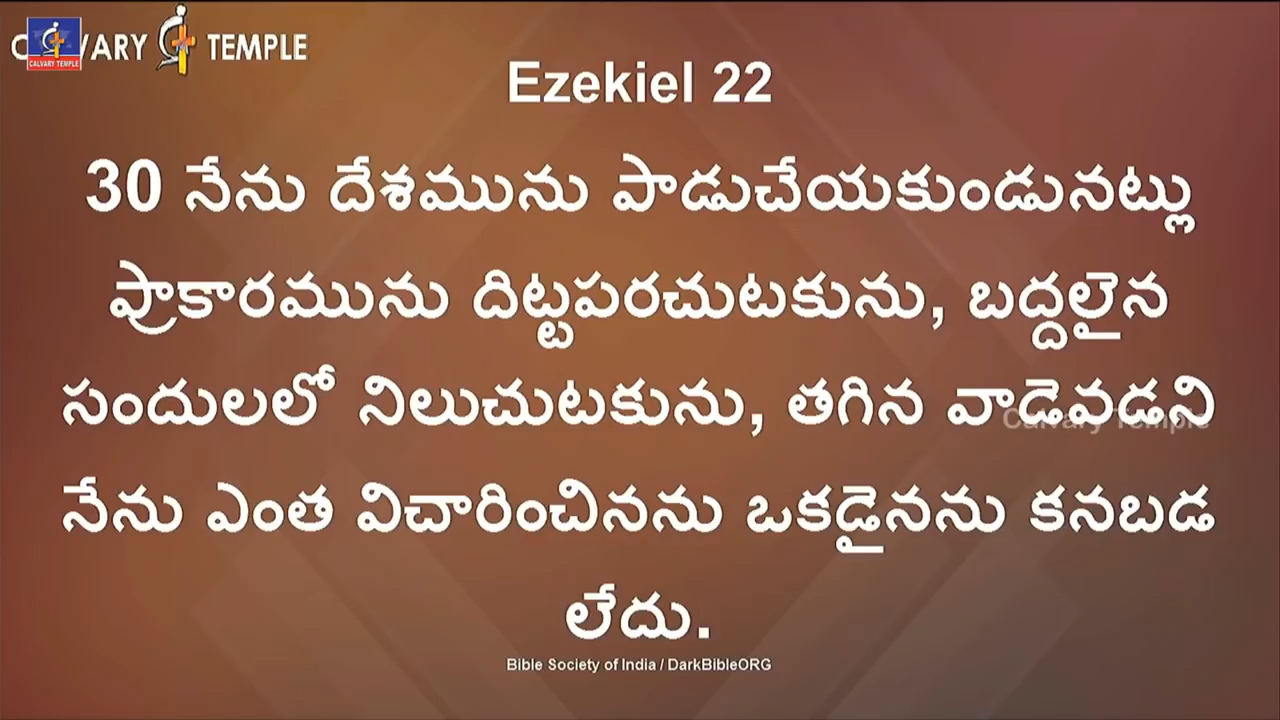 CALVARY TEMPLE
CALVARY TEMPLE
Ezekiel 22
30 నేను దేశమును పాడుచేయకుండునట్లు
ప్రాకారమును దిట్టపరచుటకును, బద్దలైన
సందులలో నిలుచుటకును, తగిన వాడెవడని
Calvary Temple
నేను ఎంత విచారించినను ఒకడైనను కనబడ
లేదు.
Bible Society of India / DarkBibleORG